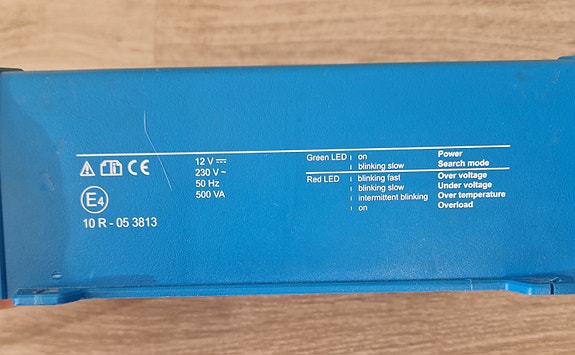 CE
12 V ⎓
230 V ~
50 Hz
500 VA
E4
10 R - 05 3813
Green LED on Power
blinking slow Search mode
Red LED blinking fast Over voltage
blinking slow Under voltage
intermittent blinking Over temperature
on Overload